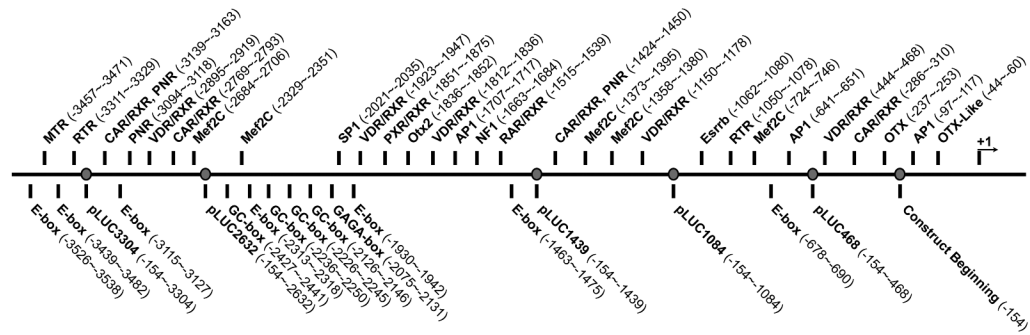 MTR (-3457~-3471)
RTR (-3311~-3329)
CAR/RXR, PNR (-3139~-3163)
PNR (-3094~-3118)
VDR/RXR (-2895~-2919)
CAR/RXR (-2769~-2793)
Mef2C (-2684~-2706)
Mef2C (-2329~-2351)
SP1 (-2021~-2035)
VDR/RXR (-1923~-1947)
PXR/RXR (-1851~-1875)
Otx2 (-1836~-1852)
VDR/RXR (-1812~-1836)
AP1 (-1707~-1717)
NF1 (-1663~-1684)
RAR/RXR (-1515~-1539)
CAR/RXR, PNR (-1424~-1450)
Mef2C (-1373~-1395)
Mef2C (-1358~-1380)
VDR/RXR (-1150~-1178)
Esrrb (-1062~-1080)
RTR (-1050~-1078)
Mef2C (-724~-746)
AP1 (-641~-651)
VDR/RXR (-444~-468)
CAR/RXR (-286~-310)
OTX (-237~-253)
AP1 (-97~-117)
OTX-Like (-44~-60)
+1
E-box (-3526~-3538)
E-box (-3439~-3482)
pLUC3304 (-154~-3304)
E-box (-3115~-3127)
pLUC2632 (-154~-2632)
GC-box (-2427~-2441)
E-box (-2313~-2318)
GC-box (-2236~-2250)
GC-box (-2226~-2245)
GC-box (-2126~-2146)
GAGA-box (-2075~-2131)
E-box (-1930~-1942)
E-box (-1463~-1475)
pLUC1439 (-154~-1439)
pLUC1084 (-154~-1084)
E-box (-678~-690)
pLUC468 (-154~-468)
Construct Beginning (-154)